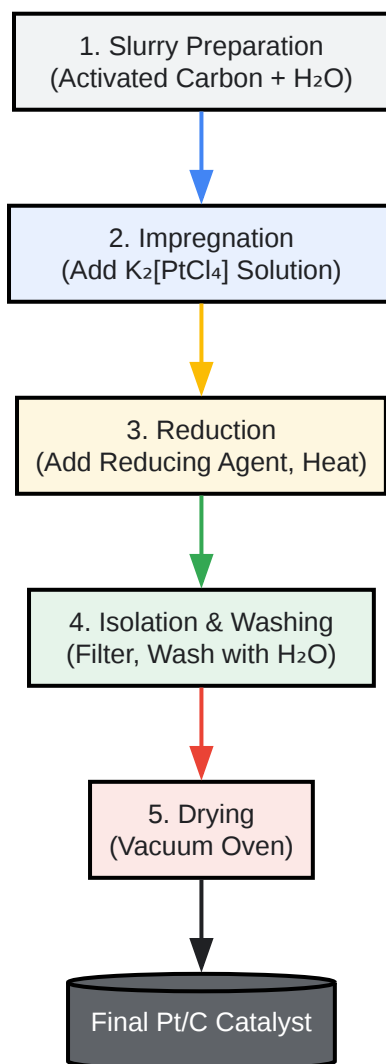 1. Slurry Preparation
(Activated Carbon + H₂O)
2. Impregnation
(Add K₂[PtCl₄] Solution)
3. Reduction
(Add Reducing Agent, Heat)
4. Isolation & Washing
(Filter, Wash with H₂O)
5. Drying
(Vacuum Oven)
Final Pt/C Catalyst